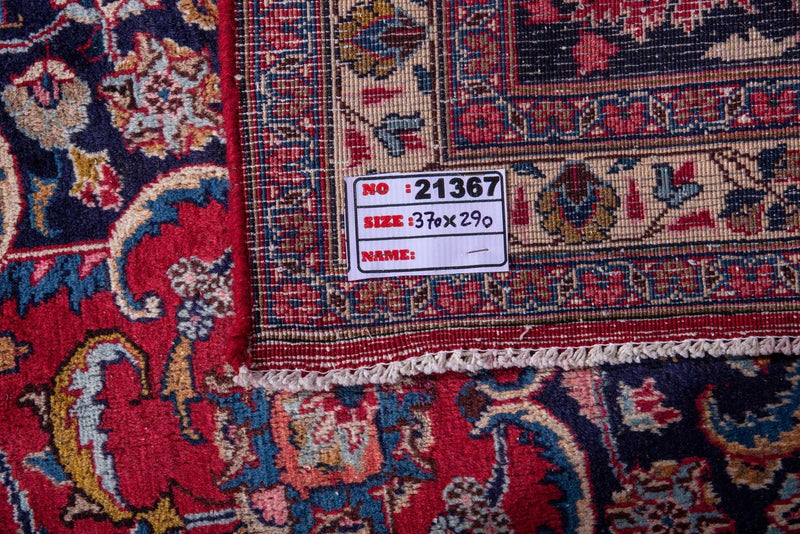 NO : 21367
SIZE : 370x290
NAME: —